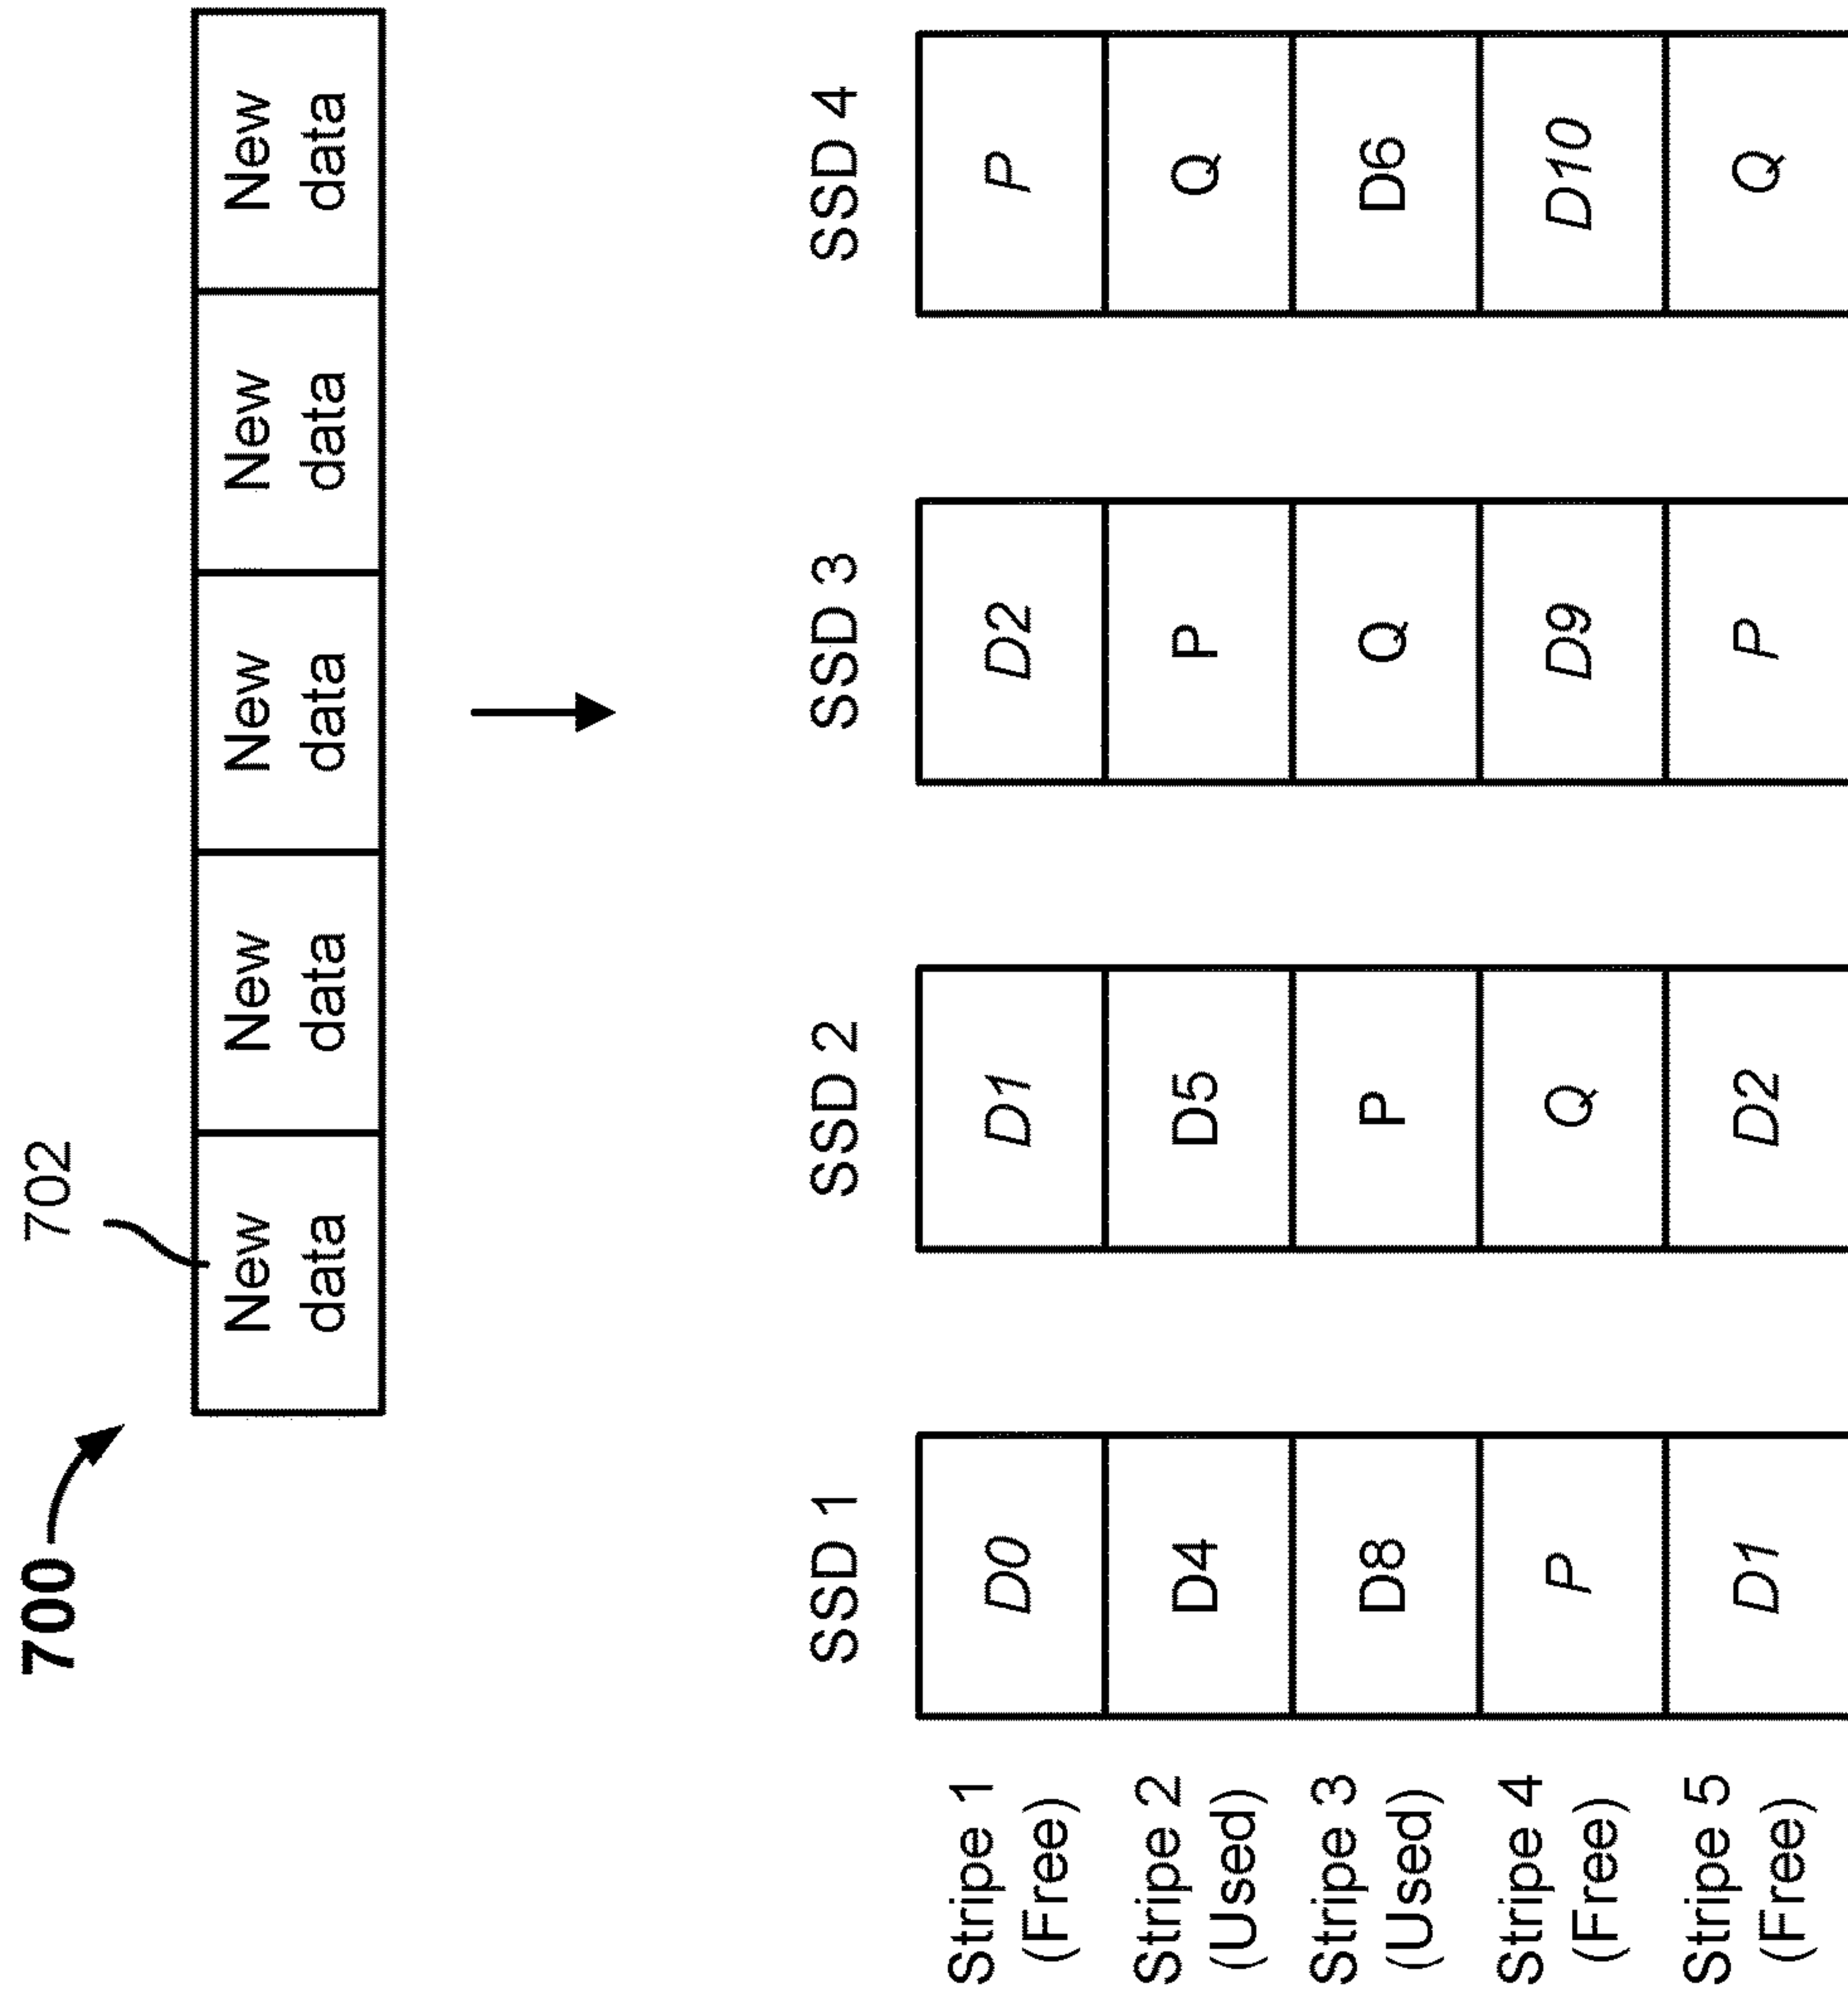 700
702
New
data
New
data
New
data
New
data
New
data
SSD 1
SSD 2
SSD 3
SSD 4
Stripe 1
(Free)
D0
D1
D2
P
Stripe 2
(Used)
D4
D5
P
Q
Stripe 3
(Used)
D8
P
Q
D6
Stripe 4
(Free)
P
Q
D9
D10
Stripe 5
(Free)
D1
D2
P
Q